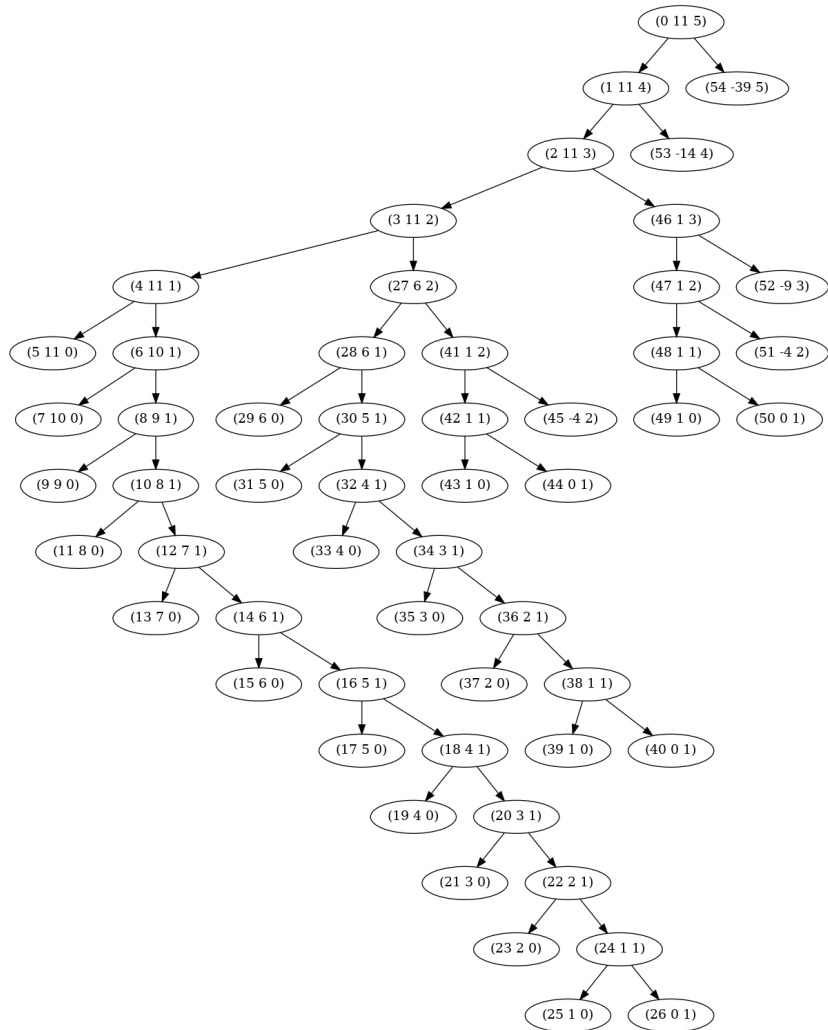 (0 11 5)
(1 11 4)
(54 -39 5)
(2 11 3)
(53 -14 4)
(3 11 2)
(46 1 3)
(4 11 1)
(27 6 2)
(47 1 2)
(52 -9 3)
(5 11 0)
(6 10 1)
(28 6 1)
(41 1 2)
(48 1 1)
(51 -4 2)
(7 10 0)
(8 9 1)
(29 6 0)
(30 5 1)
(42 1 1)
(45 -4 2)
(49 1 0)
(50 0 1)
(9 9 0)
(10 8 1)
(31 5 0)
(32 4 1)
(43 1 0)
(44 0 1)
(11 8 0)
(12 7 1)
(33 4 0)
(34 3 1)
(13 7 0)
(14 6 1)
(35 3 0)
(36 2 1)
(15 6 0)
(16 5 1)
(37 2 0)
(38 1 1)
(17 5 0)
(18 4 1)
(39 1 0)
(40 0 1)
(19 4 0)
(20 3 1)
(21 3 0)
(22 2 1)
(23 2 0)
(24 1 1)
(25 1 0)
(26 0 1)